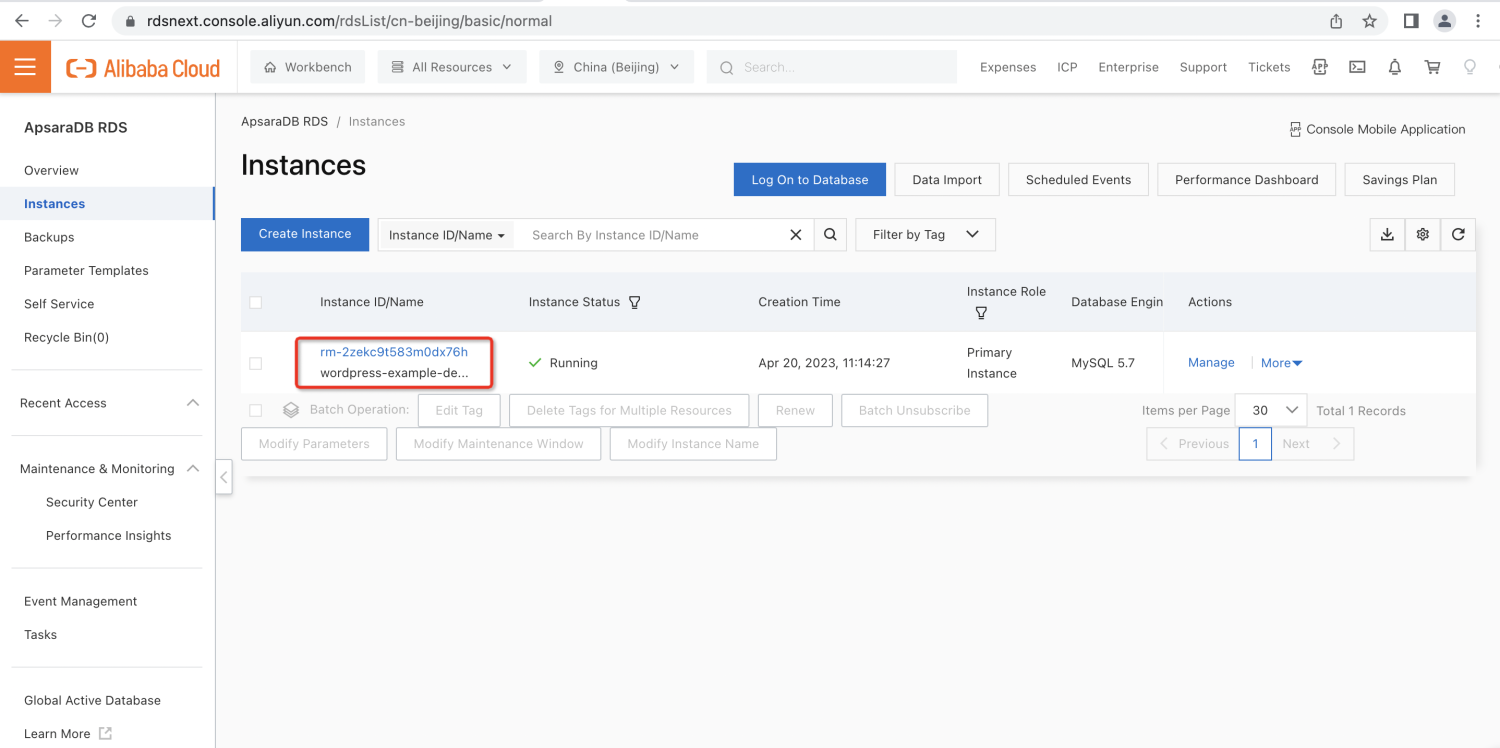 rdsnext.console.aliyun.com/rdsList/cn-beijing/basic/normal
Alibaba Cloud
Workbench
All Resources
China (Beijing)
Search...
Expenses
ICP
Enterprise
Support
Tickets
ApsaraDB RDS
Overview
Instances
Backups
Parameter Templates
Self Service
Recycle Bin(0)
Recent Access
Maintenance & Monitoring
Security Center
Performance Insights
Event Management
Tasks
Global Active Database
Learn More
ApsaraDB RDS / Instances
Console Mobile Application
Instances
Log On to Database
Data Import
Scheduled Events
Performance Dashboard
Savings Plan
Create Instance
Instance ID/Name
Search By Instance ID/Name
Filter by Tag
Instance ID/Name
Instance Status
Creation Time
Instance Role
Database Engin
Actions
rm-2zekc9t583m0dx76h
wordpress-example-de...
Running
Apr 20, 2023, 11:14:27
Primary
Instance
MySQL 5.7
Manage
More
Batch Operation:
Edit Tag
Delete Tags for Multiple Resources
Renew
Batch Unsubscribe
Modify Parameters
Modify Maintenance Window
Modify Instance Name
Items per Page
30
Total 1 Records
Previous
1
Next